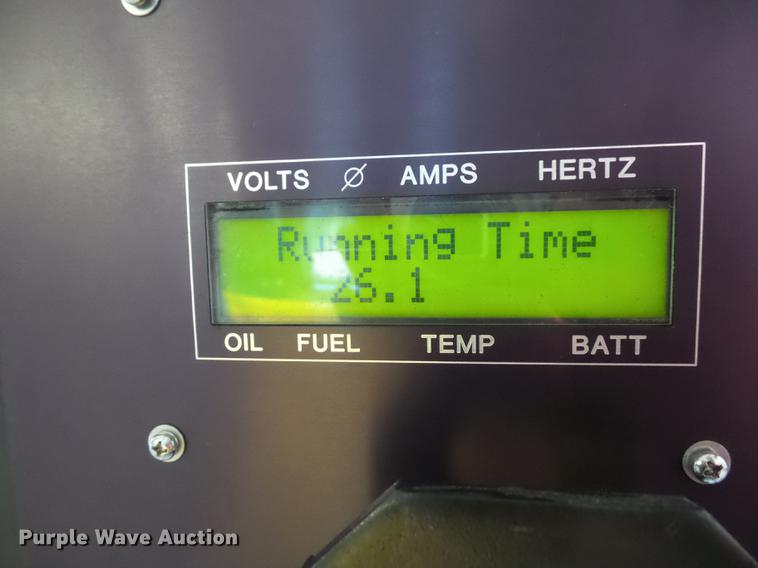 VOLTS Ø AMPS HERTZ
Running Time
26.1
OIL FUEL TEMP BATT
Purple Wave Auction